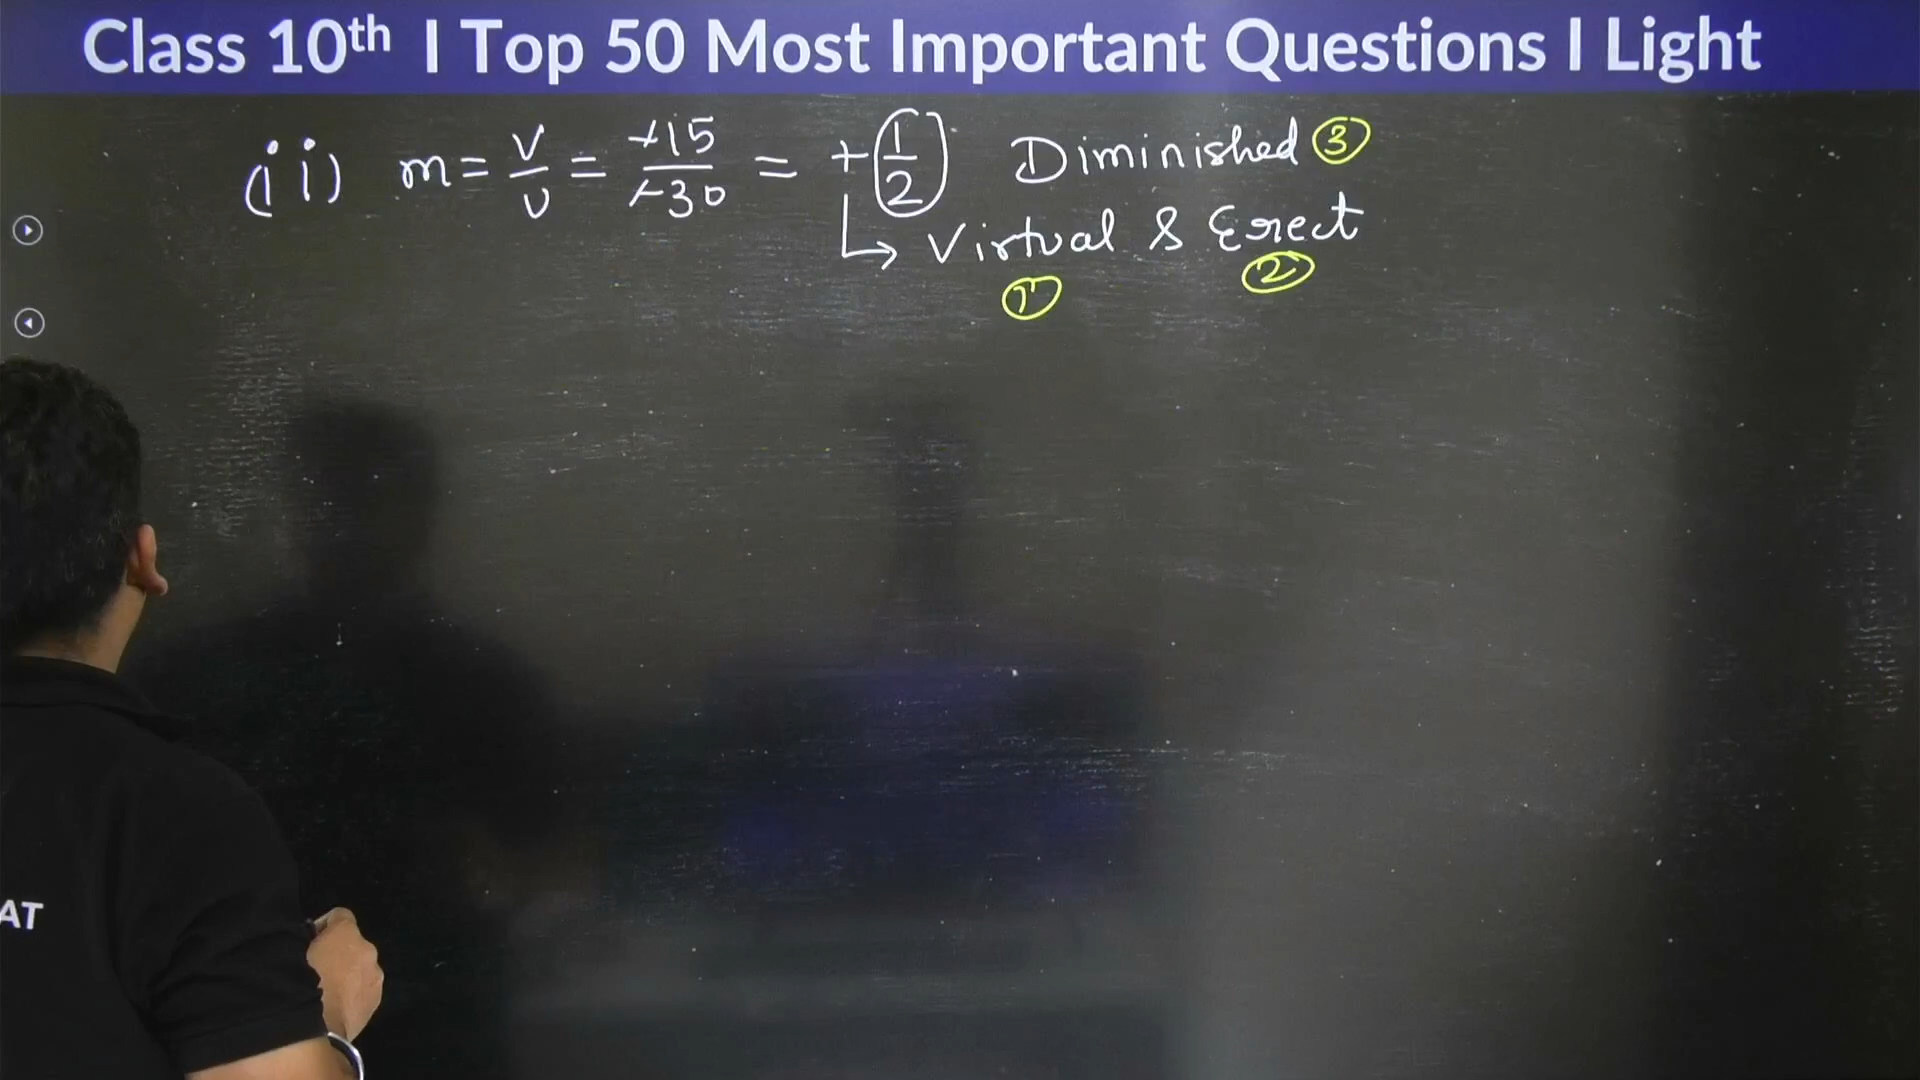 Class 10th I Top 50 Most Important Questions I Light
(ii) m = v/u = +15/+30 = +(1/2) Diminished ③
↳ Virtual & Erect
① ②
AT